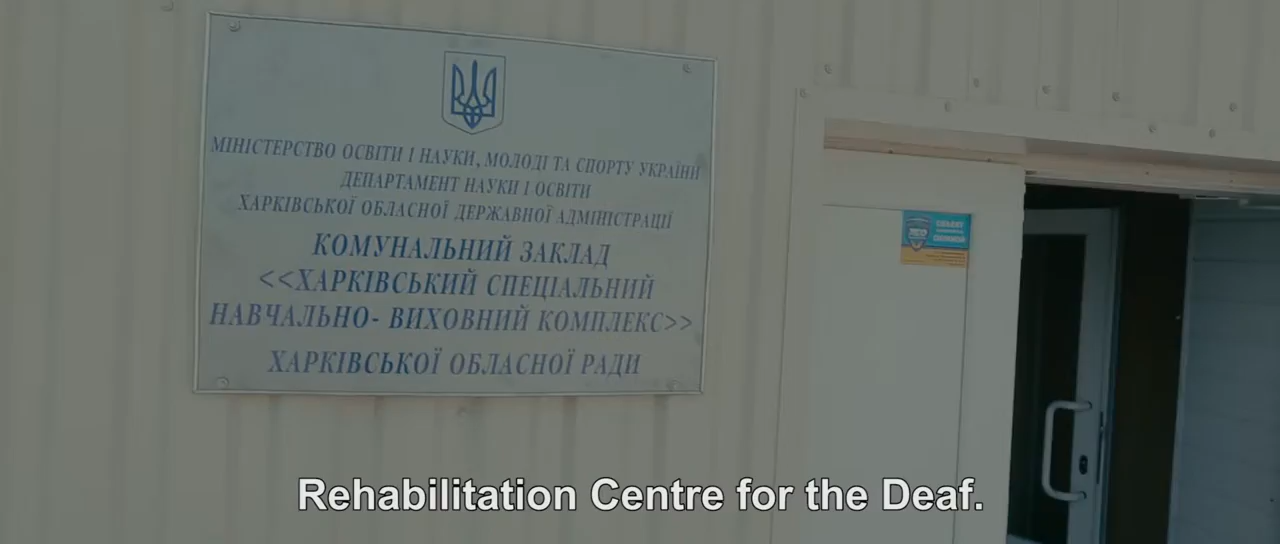 МІНІСТЕРСТВО ОСВІТИ І НАУКИ, МОЛОДІ ТА СПОРТУ УКРАЇНИ
ДЕПАРТАМЕНТ НАУКИ І ОСВІТИ
ХАРКІВСЬКОЇ ОБЛАСНОЇ ДЕРЖАВНОЇ АДМІНІСТРАЦІЇ
КОМУНАЛЬНИЙ ЗАКЛАД
<<ХАРКІВСЬКИЙ СПЕЦІАЛЬНИЙ
НАВЧАЛЬНО- ВИХОВНИЙ КОМПЛЕКС>>
ХАРКІВСЬКОЇ ОБЛАСНОЇ РАДИ
Rehabilitation Centre for the Deaf.